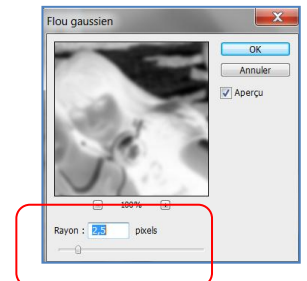 Flou gaussien
OK
Annuler
Aperçu
100%
Rayon : 2,5 pixels